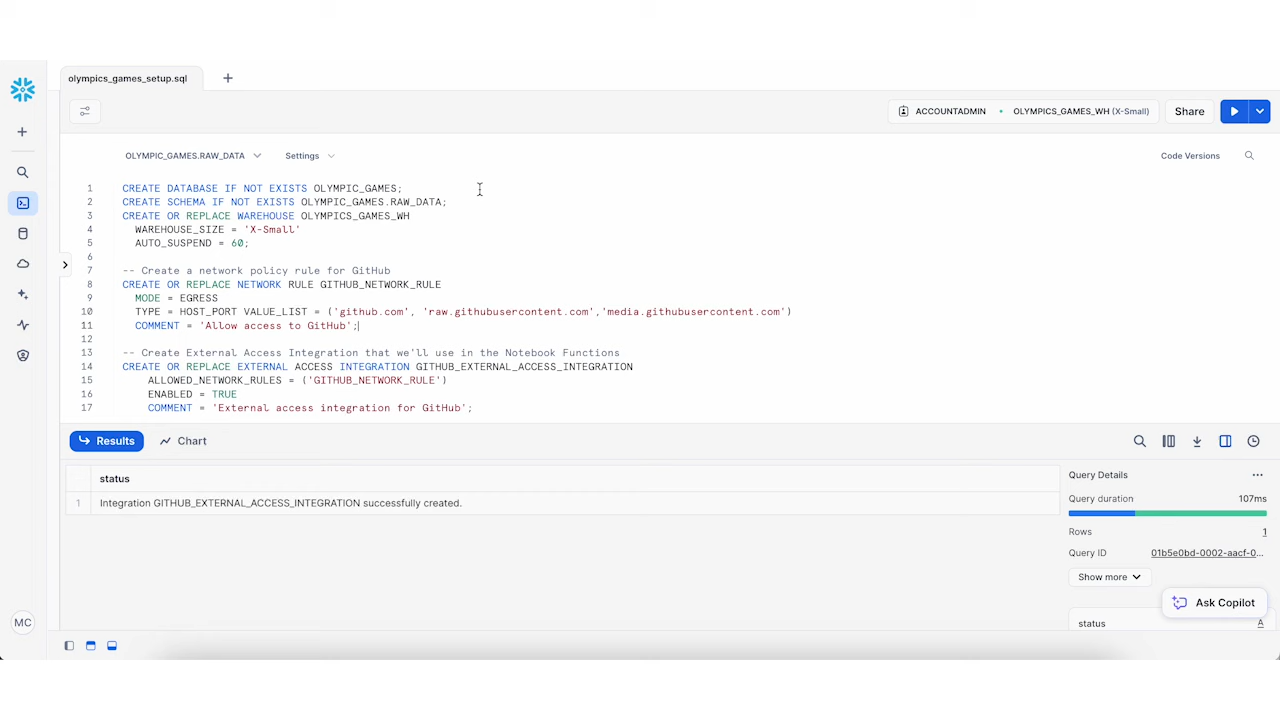 olympics_games_setup.sql
ACCOUNTADMIN • OLYMPICS_GAMES_WH (X-Small) Share
OLYMPIC_GAMES.RAW_DATA Settings Code Versions
1 CREATE DATABASE IF NOT EXISTS OLYMPIC_GAMES;
2 CREATE SCHEMA IF NOT EXISTS OLYMPIC_GAMES.RAW_DATA;
3 CREATE OR REPLACE WAREHOUSE OLYMPICS_GAMES_WH
4 WAREHOUSE_SIZE = 'X-Small'
5 AUTO_SUSPEND = 60;
6
7 -- Create a network policy rule for GitHub
8 CREATE OR REPLACE NETWORK RULE GITHUB_NETWORK_RULE
9 MODE = EGRESS
10 TYPE = HOST_PORT VALUE_LIST = ('github.com', 'raw.githubusercontent.com','media.githubusercontent.com')
11 COMMENT = 'Allow access to GitHub';
12
13 -- Create External Access Integration that we'll use in the Notebook Functions
14 CREATE OR REPLACE EXTERNAL ACCESS INTEGRATION GITHUB_EXTERNAL_ACCESS_INTEGRATION
15 ALLOWED_NETWORK_RULES = ('GITHUB_NETWORK_RULE')
16 ENABLED = TRUE
17 COMMENT = 'External access integration for GitHub';
Results Chart
status
1 Integration GITHUB_EXTERNAL_ACCESS_INTEGRATION successfully created.
Query Details ...
Query duration 107ms
Rows 1
Query ID 01b5e0bd-0002-aacf-0...
Show more
Ask Copilot
status A
MC